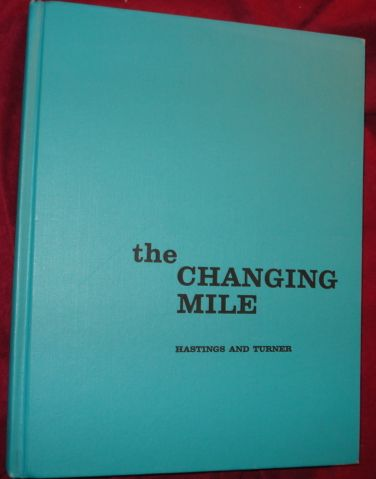 the
CHANGING
MILE
HASTINGS AND TURNER